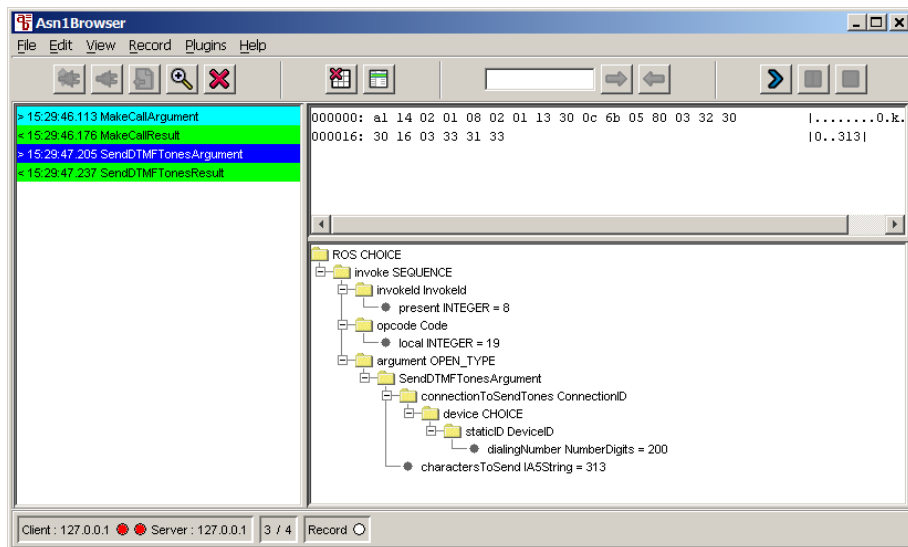 Asn1Browser
File Edit View Record Plugins Help
> 15:29:46.113 MakeCallArgument
< 15:29:46.176 MakeCallResult
> 15:29:47.205 SendDTMFTonesArgument
< 15:29:47.237 SendDTMFTonesResult
000000: a1 14 02 01 08 02 01 13 30 0c 6b 05 80 03 32 30 |........0.k.
000016: 30 16 03 33 31 33 |0..313|
ROS CHOICE
invoke SEQUENCE
invokeId InvokeId
present INTEGER = 8
opcode Code
local INTEGER = 19
argument OPEN_TYPE
SendDTMFTonesArgument
connectionToSendTones ConnectionID
device CHOICE
staticID DeviceID
dialingNumber NumberDigits = 200
charactersToSend IA5String = 313
Client : 127.0.0.1 Server : 127.0.0.1 3 / 4 Record